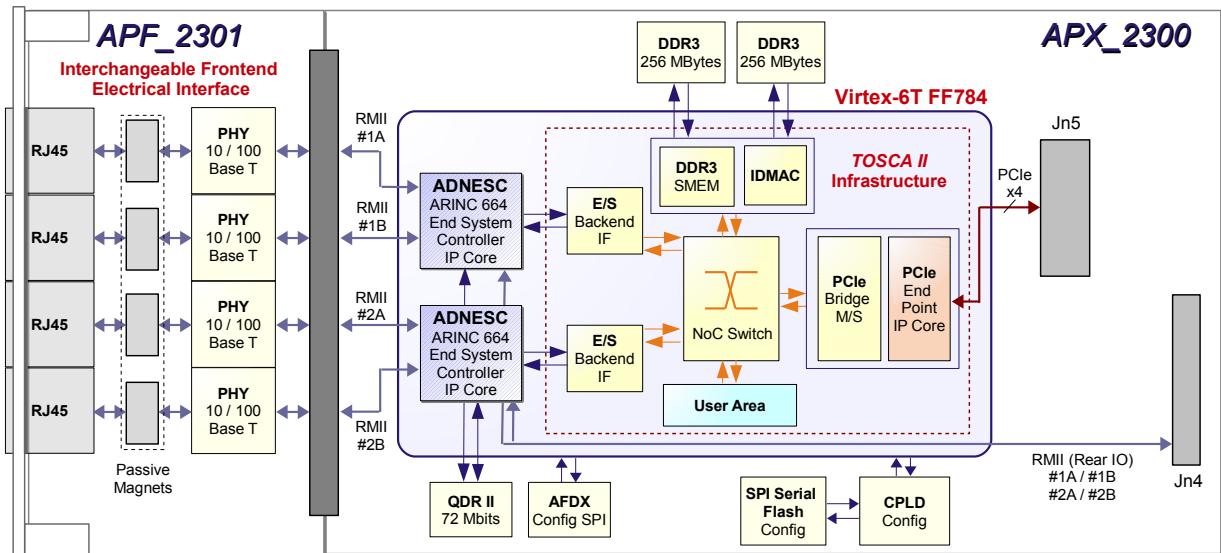 APF_2301
Interchangeable Frontend
Electrical Interface
RJ45
RJ45
RJ45
RJ45
PHY
10 / 100
Base T
PHY
10 / 100
Base T
PHY
10 / 100
Base T
PHY
10 / 100
Base T
Passive
Magnets
APX_2300
RMII
#1A
RMII
#1B
RMII
#2A
RMII
#2B
DDR3
256 MBytes
DDR3
256 MBytes
Virtex-6T FF784
TOSCA II
Infrastructure
ADNESC
ARINC 664
End System
Controller
IP Core
ADNESC
ARINC 664
End System
Controller
IP Core
E/S
Backend
IF
E/S
Backend
IF
DDR3
SMEM
IDMAC
NoC Switch
PCIe
Bridge
M/S
PCIe
End
Point
IP Core
User Area
PCIe
x4
Jn5
Jn4
RMII (Rear IO)
#1A / #1B
#2A / #2B
QDR II
72 Mbits
AFDX
Config SPI
SPI Serial
Flash
Config
CPLD
Config